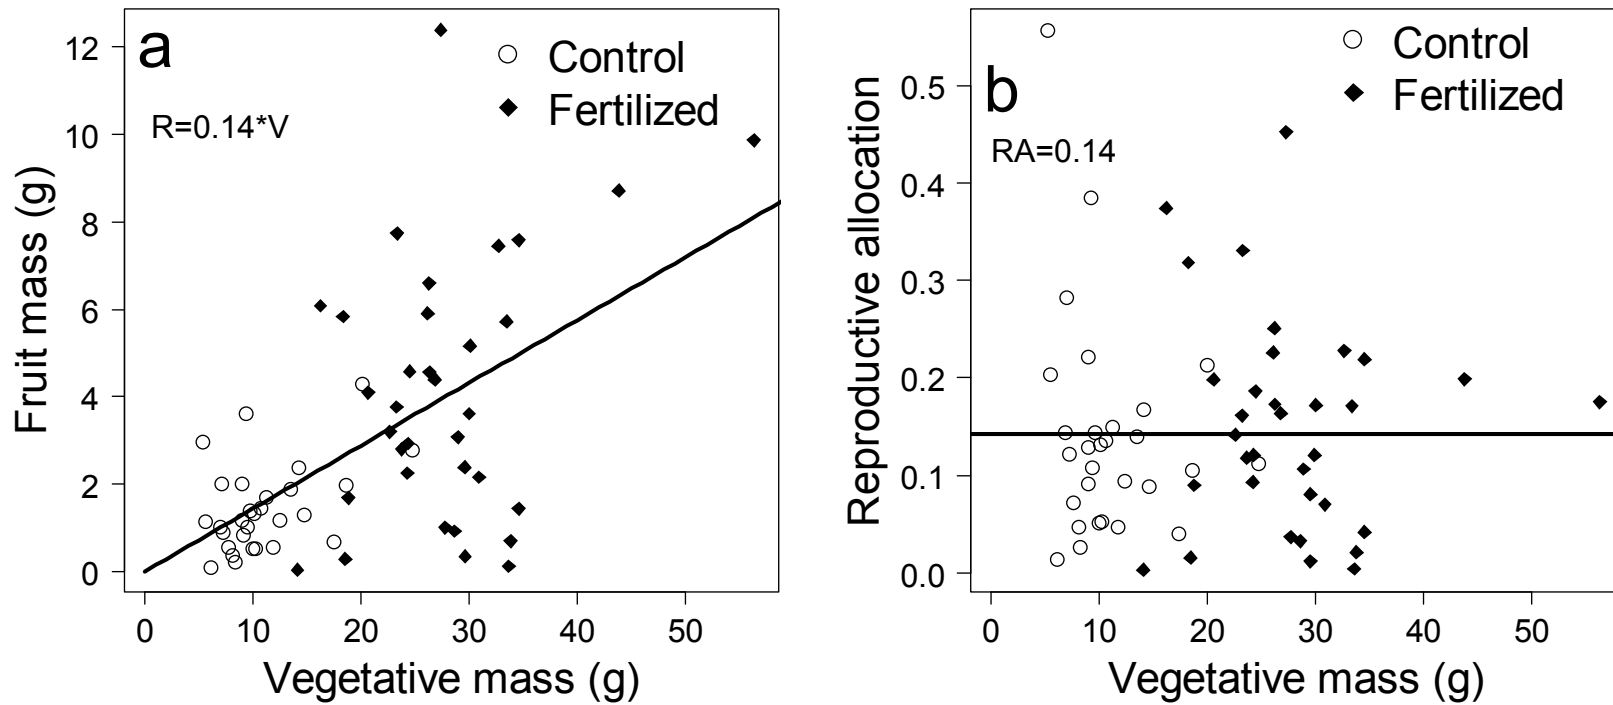 a
Control
Fertilized
R=0.14*V
Fruit mass (g)
12
10
8
6
4
2
0
0 10 20 30 40 50
Vegetative mass (g)
b
Control
Fertilized
RA=0.14
Reproductive allocation
0.5
0.4
0.3
0.2
0.1
0.0
0 10 20 30 40 50
Vegetative mass (g)